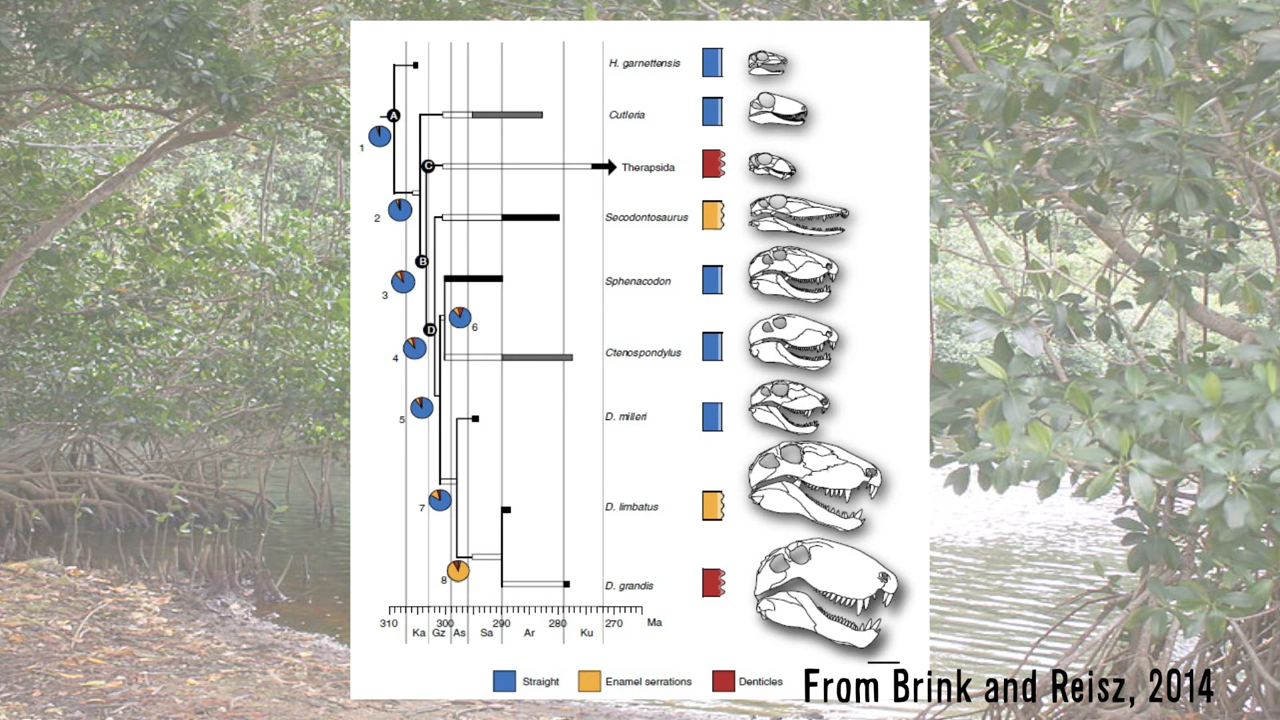 H. garnettensis
A
Cutleria
1
C
Therapsida
2
Secodontosaurus
B
3
Sphenacodon
6
D
4
Ctenospondylus
5
D. milleri
7
D. limbatus
8
D. grandis
310 300 290 280 270 Ma
Ka Gz As Sa Ar Ku
Straight Enamel serrations Denticles
From Brink and Reisz, 2014